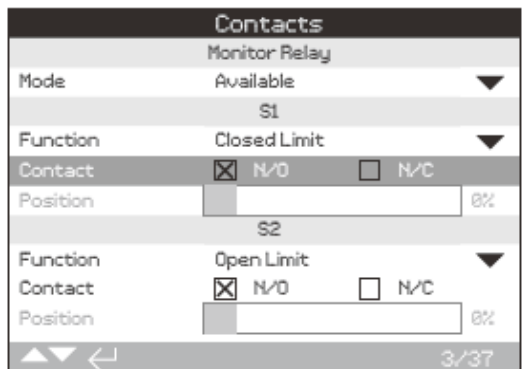 Contacts
Monitor Relay
Mode Available
S1
Function Closed Limit
Contact N/O N/C
Position 0%
S2
Function Open Limit
Contact N/O N/C
Position 0%
3/37